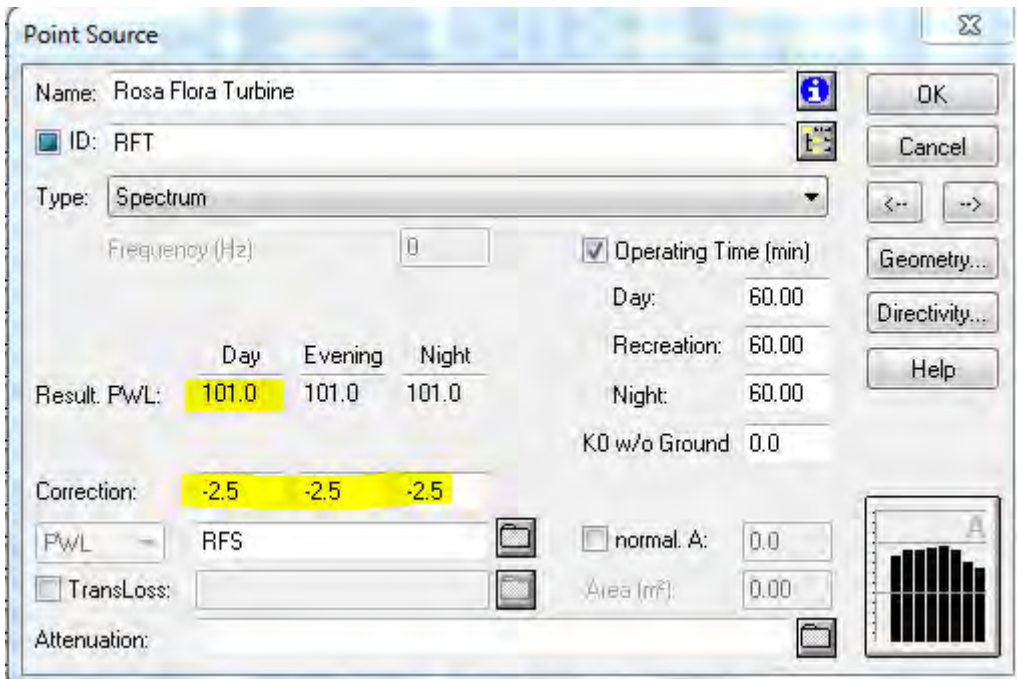 Point Source
Name: Rosa Flora Turbine
OK
ID: RFT
Cancel
Type: Spectrum
<-- -->
Frequency (Hz) 0
Operating Time (min)
Geometry...
Day: 60.00
Directivity...
Day Evening Night
Recreation: 60.00
Help
Result. PWL: 101.0 101.0 101.0
Night: 60.00
K0 w/o Ground 0.0
Correction: -2.5 -2.5 -2.5
A
PWL RFS
normal. A: 0.0
TransLoss:
Area (m²): 0.00
Attenuation: